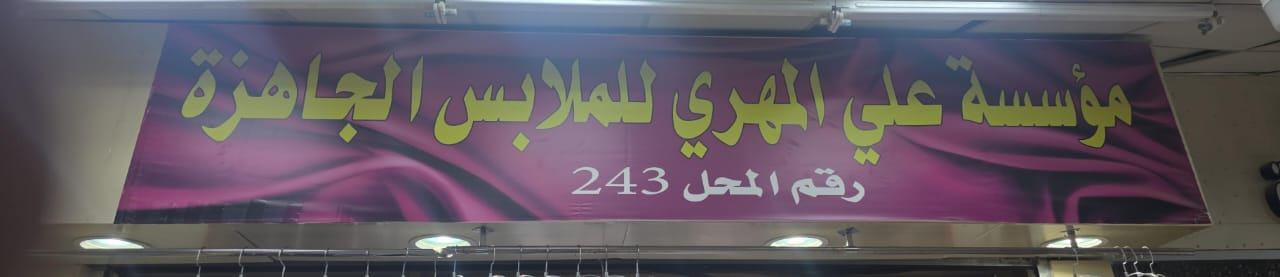 مؤسسة علي المهري للملابس الجاهزة
رقم المحل 243